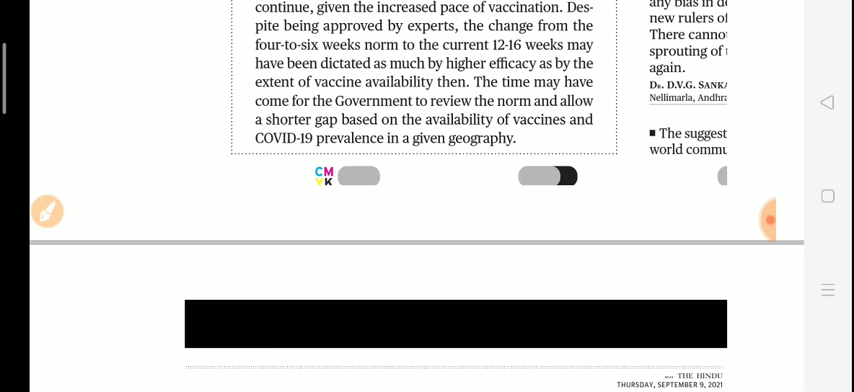 continue, given the increased pace of vaccination. Des-
pite being approved by experts, the change from the
four-to-six weeks norm to the current 12-16 weeks may
have been dictated as much by higher efficacy as by the
extent of vaccine availability then. The time may have
come for the Government to review the norm and allow
a shorter gap based on the availability of vaccines and
COVID-19 prevalence in a given geography.
any bias in
new rulers of
There
sprouting of
again.
DR. D.V.G.
Nellimarla,
■ The
world
CM
YK
THE HINDU
THURSDAY, SEPTEMBER 9, 2021